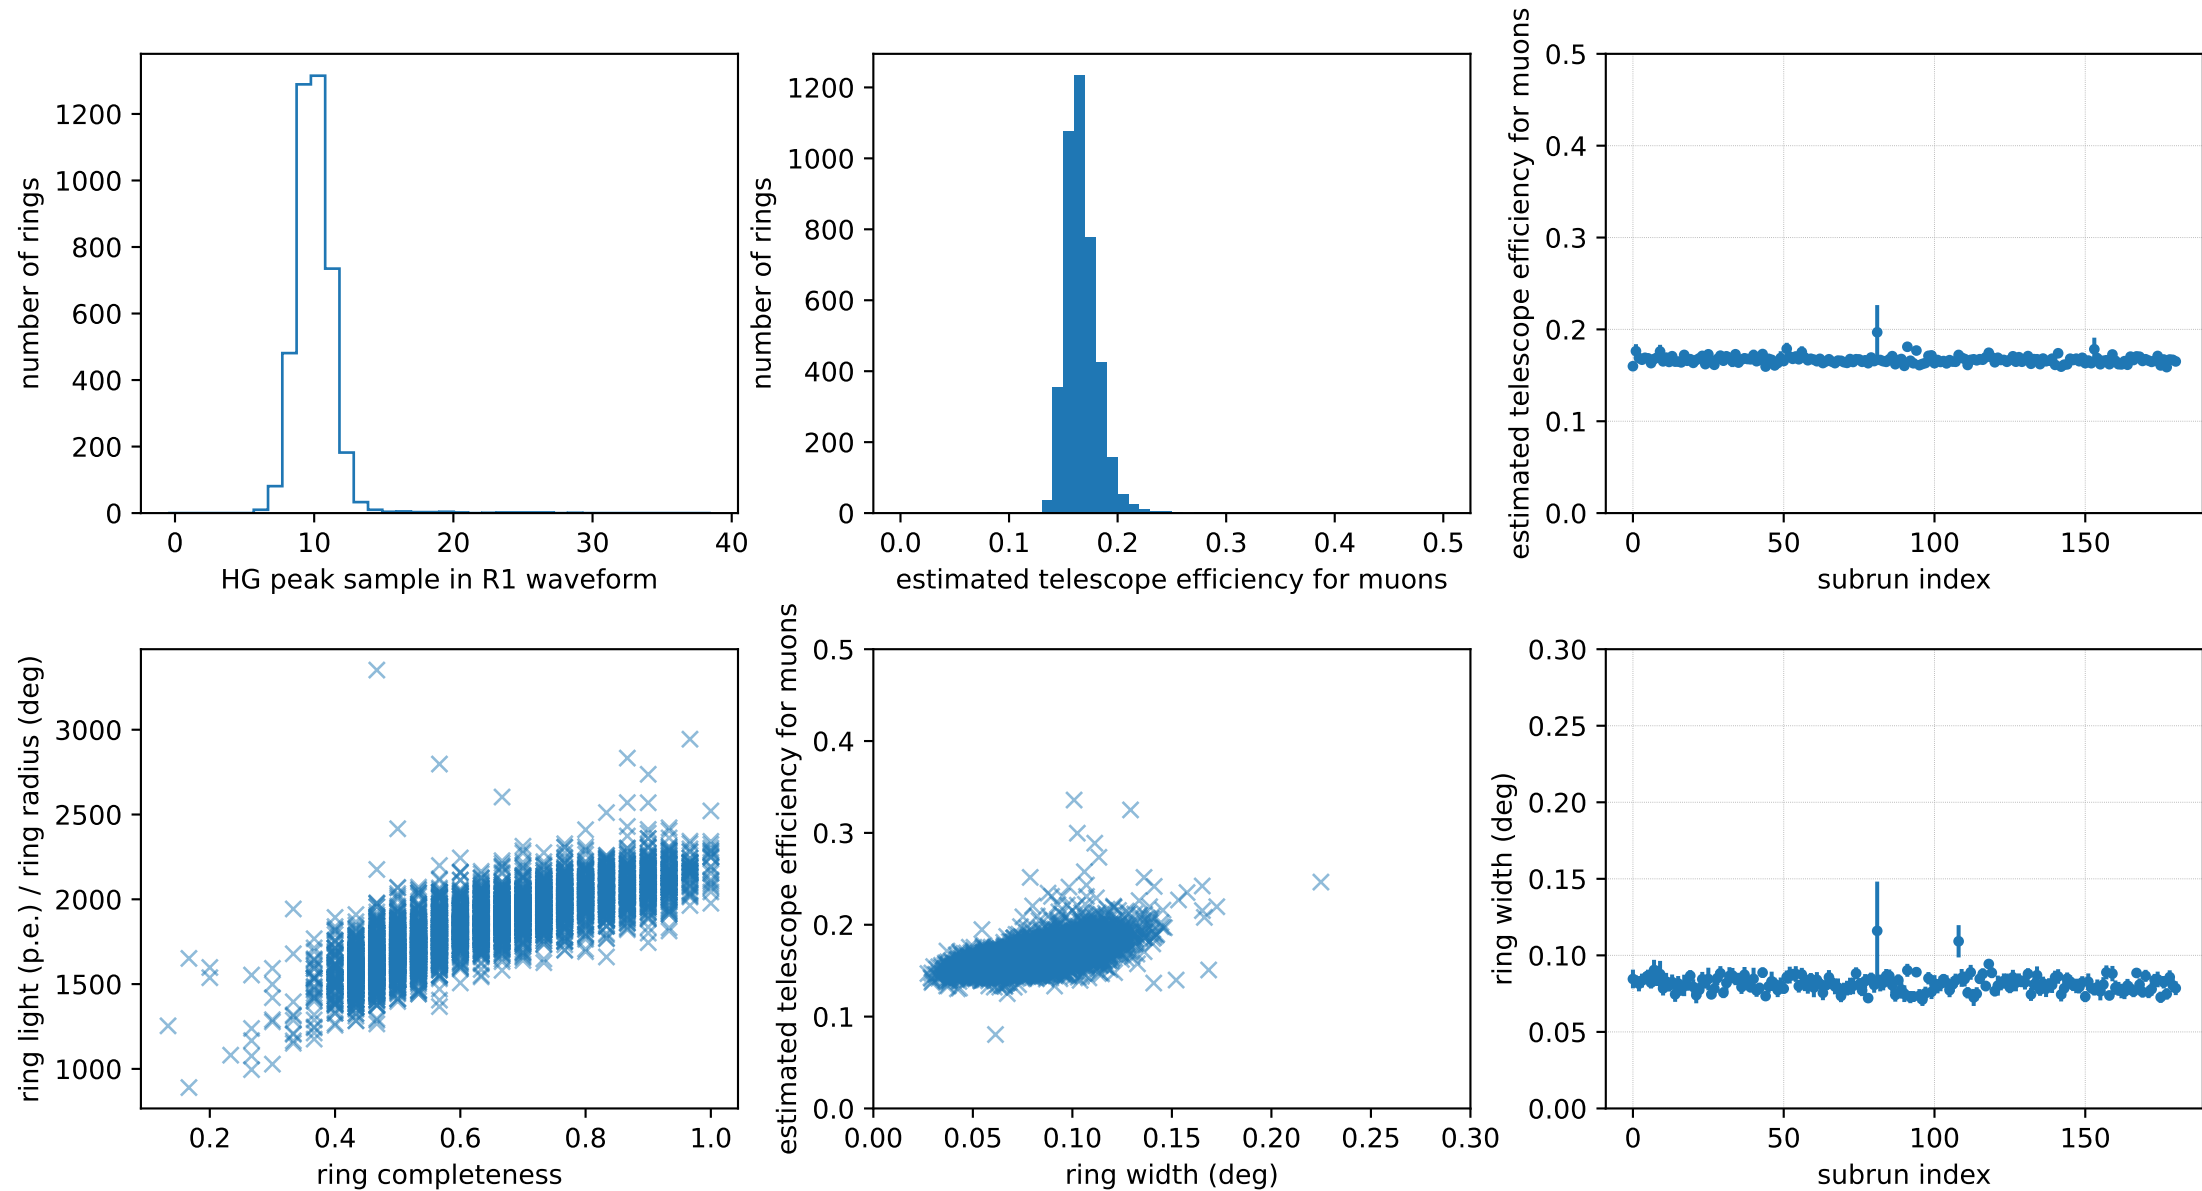 number of rings
1200
1000
800
600
400
200
0
0 10 20 30 40
HG peak sample in R1 waveform
number of rings
1200
1000
800
600
400
200
0
0.0 0.1 0.2 0.3 0.4 0.5
estimated telescope efficiency for muons
estimated telescope efficiency for muons
0.5
0.4
0.3
0.2
0.1
0.0
0 50 100 150
subrun index
ring light (p.e.) / ring radius (deg)
3000
2500
2000
1500
1000
0.2 0.4 0.6 0.8 1.0
ring completeness
estimated telescope efficiency for muons
0.5
0.4
0.3
0.2
0.1
0.0
0.00 0.05 0.10 0.15 0.20 0.25 0.30
ring width (deg)
ring width (deg)
0.30
0.25
0.20
0.15
0.10
0.05
0.00
0 50 100 150
subrun index